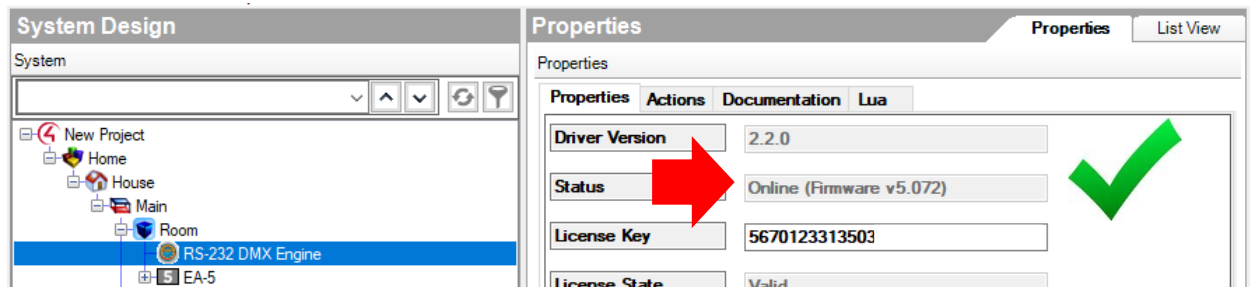 System Design
System
New Project
Home
House
Main
Room
RS-232 DMX Engine
5 EA-5
Properties
Properties List View
Properties
Properties Actions Documentation Lua
Driver Version 2.2.0
Status Online (Firmware v5.072)
License Key 5670123313503
License State Valid